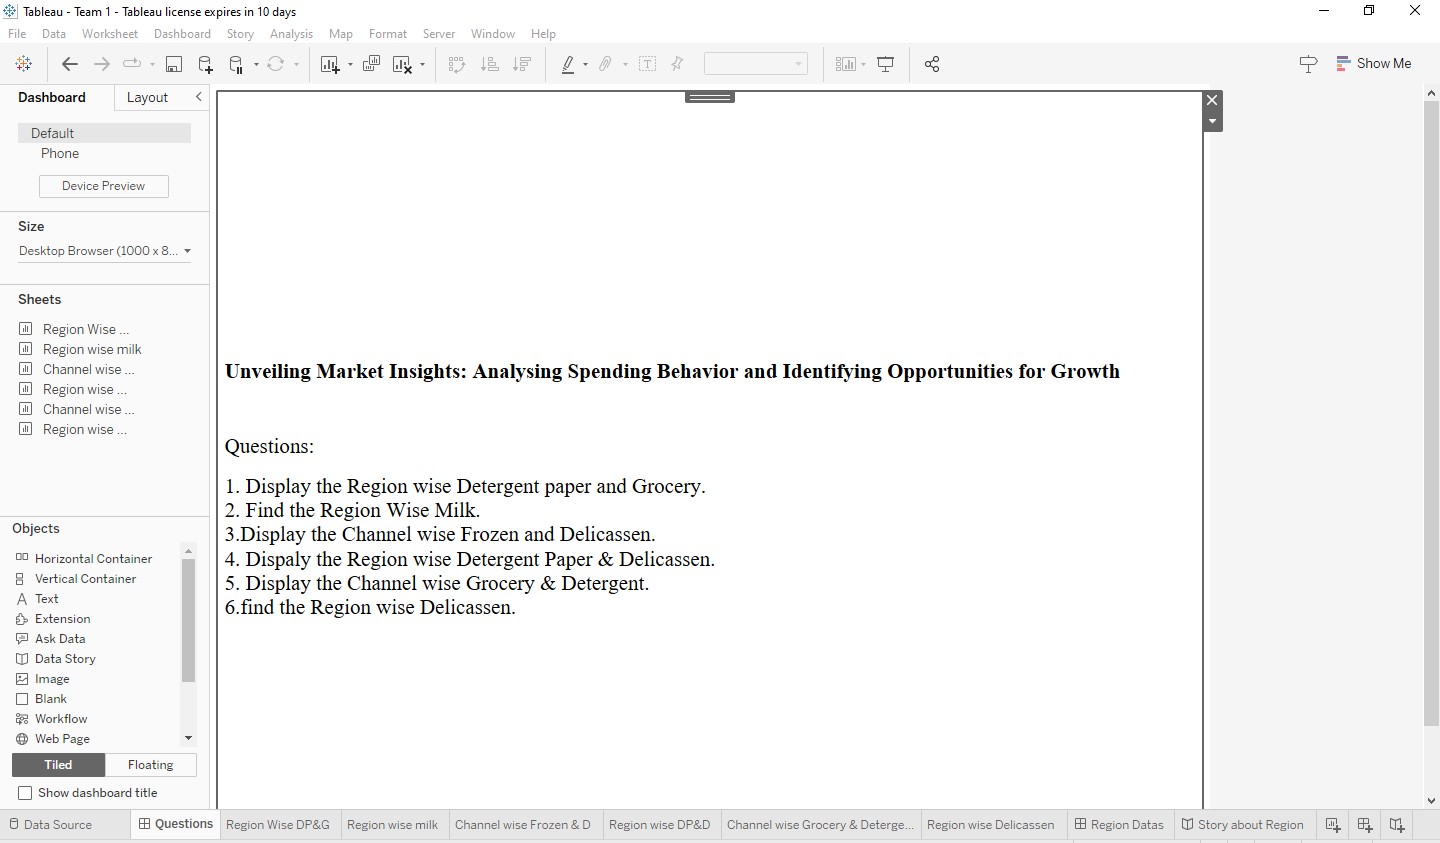 Tableau - Team 1 - Tableau license expires in 10 days
File Data Worksheet Dashboard Story Analysis Map Format Server Window Help
Show Me
Dashboard Layout
Default
Phone
Device Preview
Size
Desktop Browser (1000 x 8...
Sheets
Region Wise ...
Region wise milk
Channel wise ...
Region wise ...
Channel wise ...
Region wise ...
Objects
Horizontal Container
Vertical Container
Text
Extension
Ask Data
Data Story
Image
Blank
Workflow
Web Page
Tiled Floating
Show dashboard title
Unveiling Market Insights: Analysing Spending Behavior and Identifying Opportunities for Growth
Questions:
1. Display the Region wise Detergent paper and Grocery.
2. Find the Region Wise Milk.
3.Display the Channel wise Frozen and Delicassen.
4. Dispaly the Region wise Detergent Paper & Delicassen.
5. Display the Channel wise Grocery & Detergent.
6.find the Region wise Delicassen.
Data Source Questions Region Wise DP&G Region wise milk Channel wise Frozen & D Region wise DP&D Channel wise Grocery & Deterge... Region wise Delicassen Region Datas Story about Region